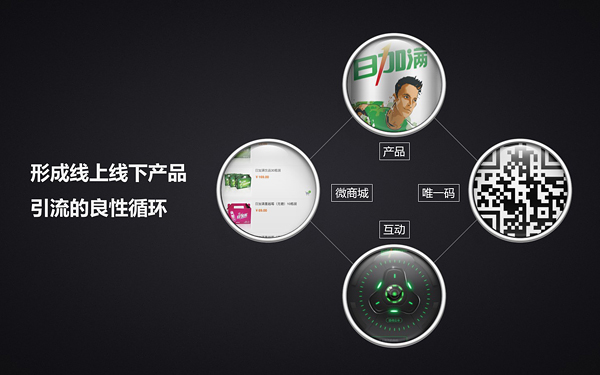 日加满
产品
形成线上线下产品
引流的良性循环
微商城
唯一码
互动